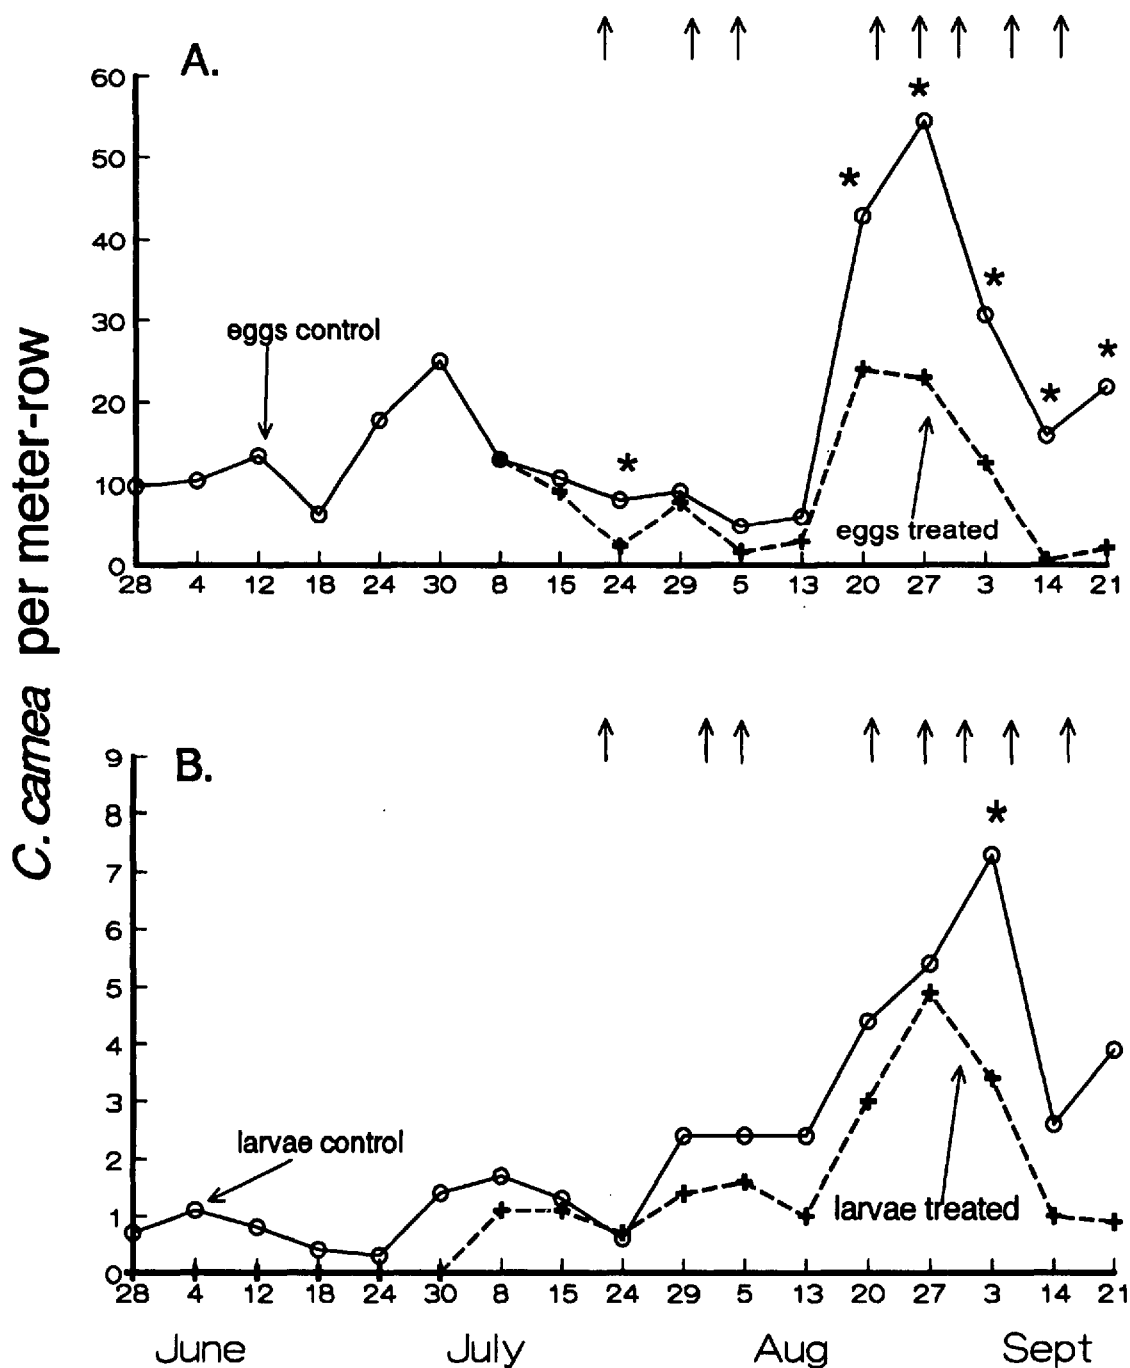 A.
60
*
50
*
40
*
eggs control
30
*
20
*
*
10
eggs treated
0
28 4 12 18 24 30 8 15 24 29 5 13 20 27 3 14 21
C. camea per meter-row
B.
9
8
*
7
6
5
4
3
larvae control
2
larvae treated
1
0
28 4 12 18 24 30 8 15 24 29 5 13 20 27 3 14 21
June July Aug Sept